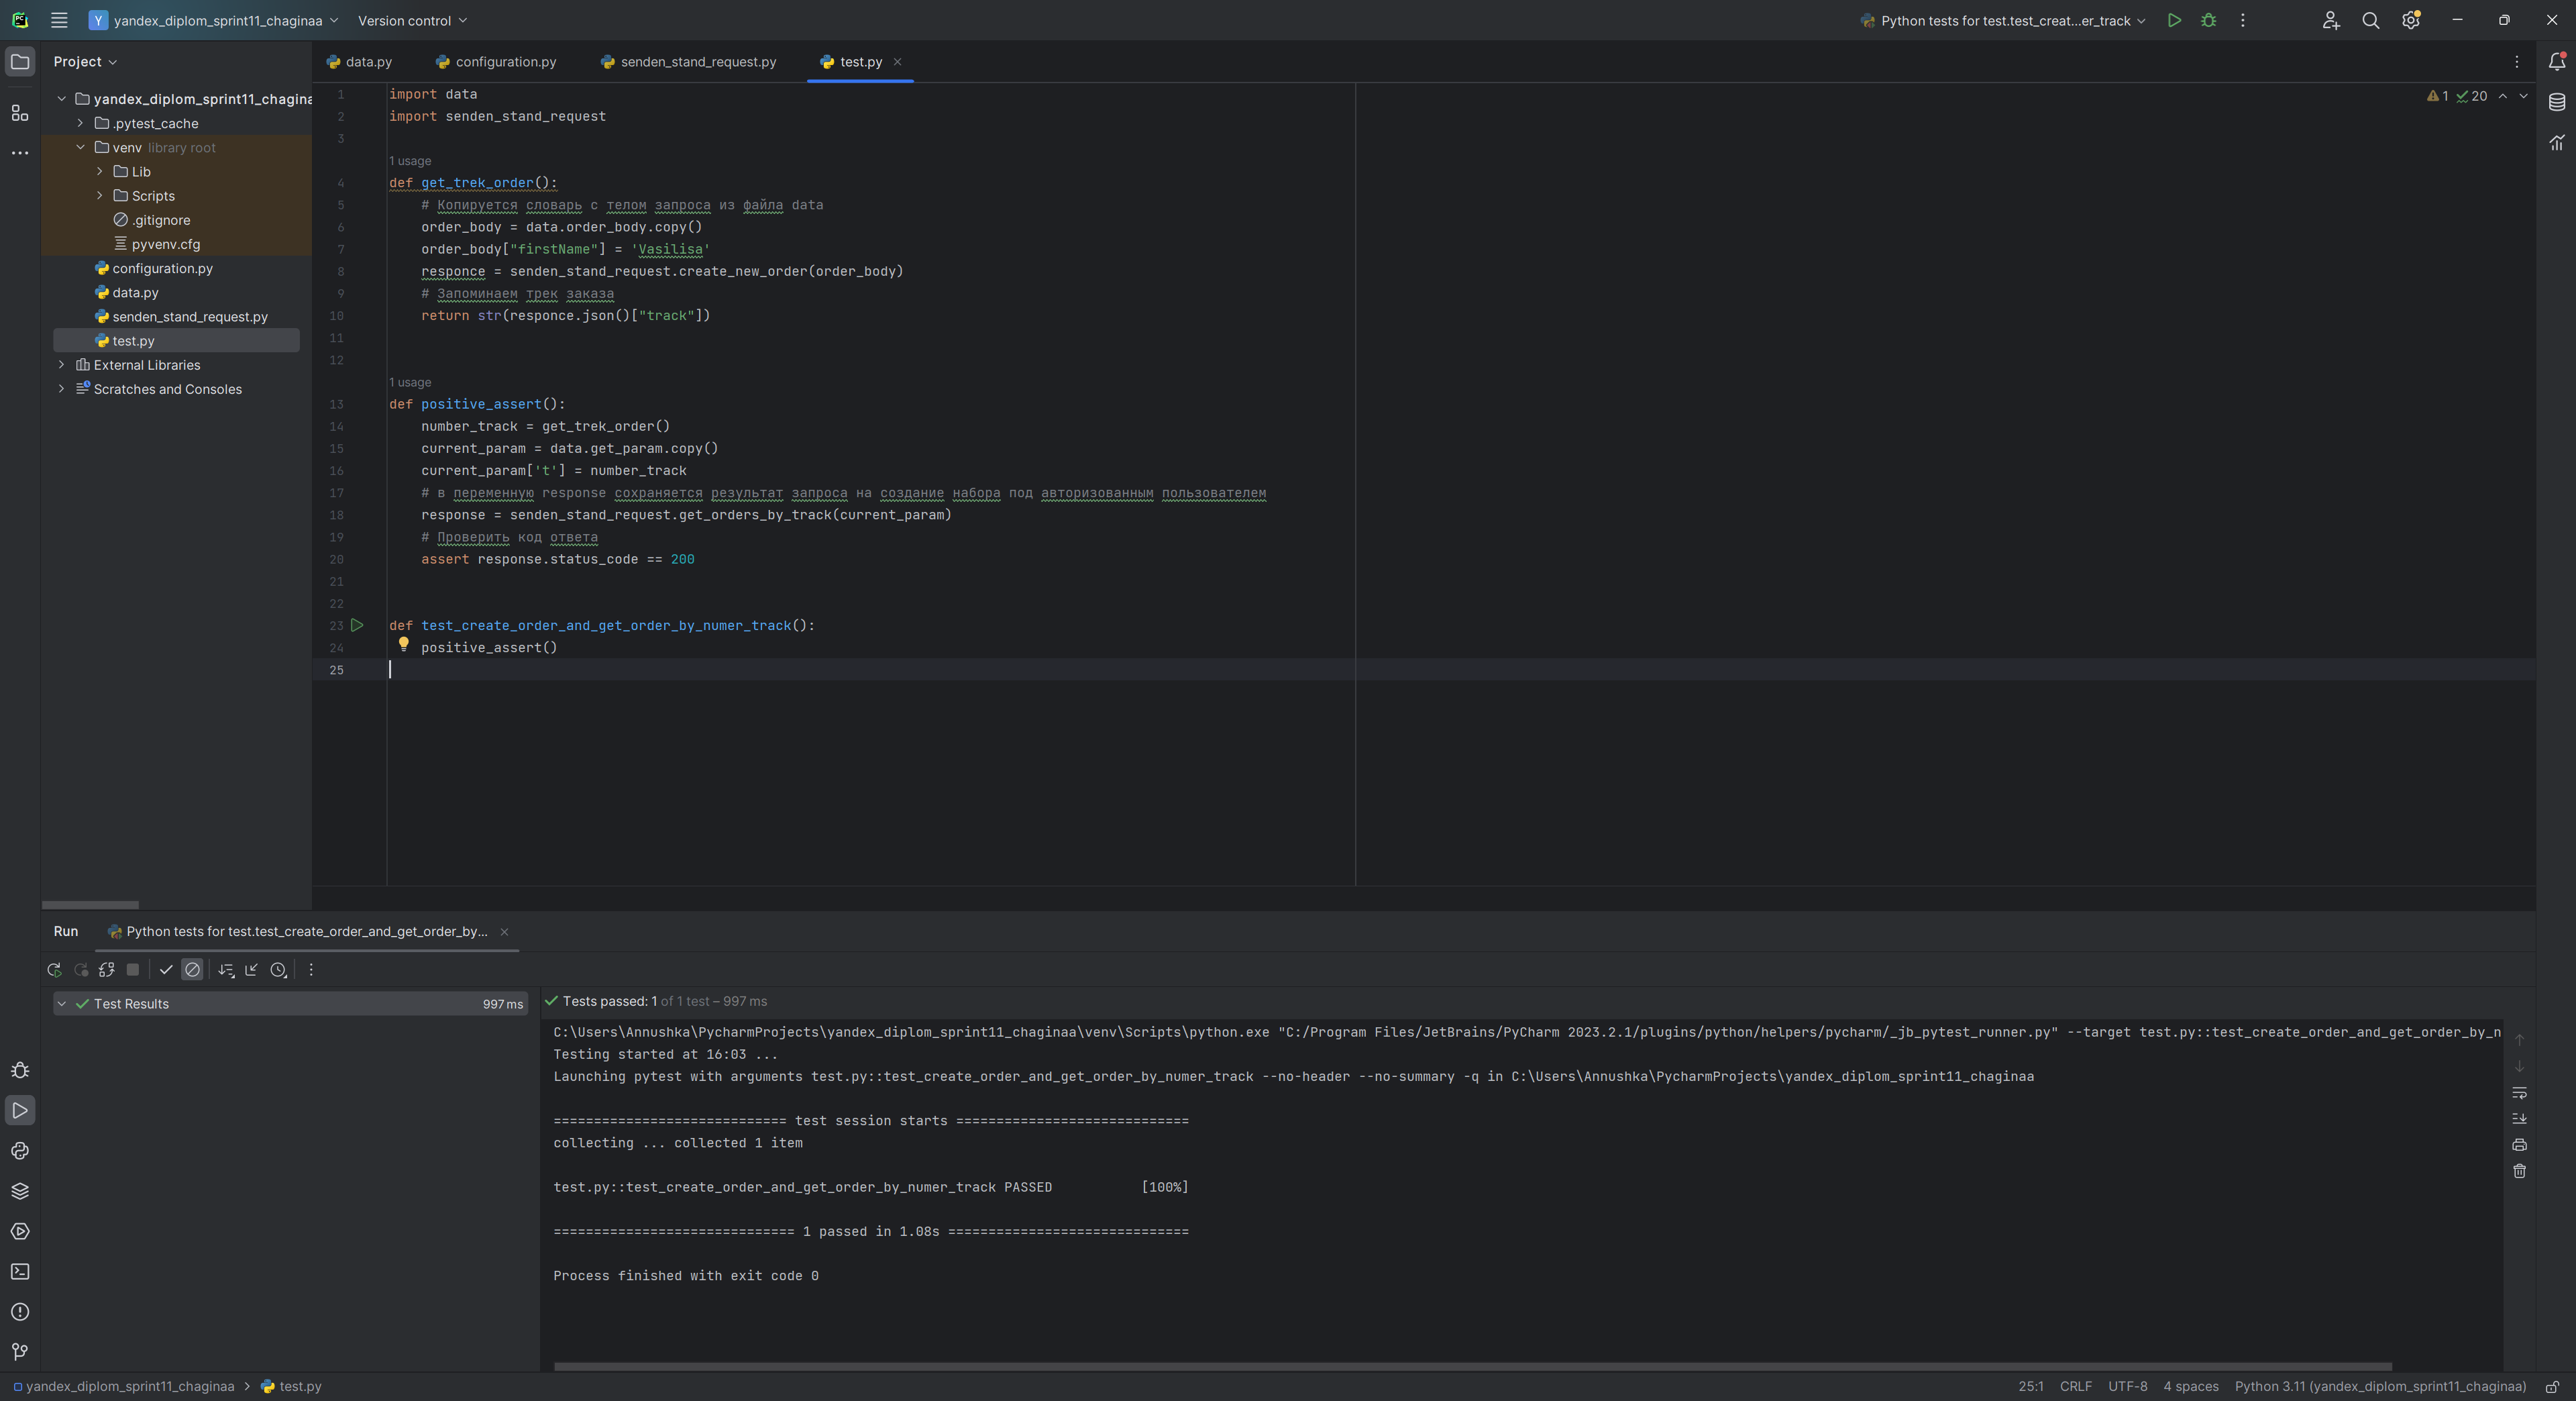 Y yandex_diplom_sprint11_chaginaa Version control Python tests for test.test_creat...er_track
Project
data.py configuration.py senden_stand_request.py test.py
yandex_diplom_sprint11_chagina
.pytest_cache
venv library root
Lib
Scripts
.gitignore
pyvenv.cfg
configuration.py
data.py
senden_stand_request.py
test.py
External Libraries
Scratches and Consoles
1 20
1 import data
2 import senden_stand_request
3
1 usage
4 def get_trek_order():
5 # Копируется словарь с телом запроса из файла data
6 order_body = data.order_body.copy()
7 order_body["firstName"] = 'Vasilisa'
8 responce = senden_stand_request.create_new_order(order_body)
9 # Запоминаем трек заказа
10 return str(responce.json()["track"])
11
12
1 usage
13 def positive_assert():
14 number_track = get_trek_order()
15 current_param = data.get_param.copy()
16 current_param['t'] = number_track
17 # в переменную response сохраняется результат запроса на создание набора под авторизованным пользователем
18 response = senden_stand_request.get_orders_by_track(current_param)
19 # Проверить код ответа
20 assert response.status_code == 200
21
22
23 def test_create_order_and_get_order_by_numer_track():
24 positive_assert()
25
Run Python tests for test.test_create_order_and_get_order_by...
Test Results 997 ms
Tests passed: 1 of 1 test – 997 ms
C:\Users\Annushka\PycharmProjects\yandex_diplom_sprint11_chaginaa\venv\Scripts\python.exe "C:/Program Files/JetBrains/PyCharm 2023.2.1/plugins/python/helpers/pycharm/_jb_pytest_runner.py" --target test.py::test_create_order_and_get_order_by_n
Testing started at 16:03 ...
Launching pytest with arguments test.py::test_create_order_and_get_order_by_numer_track --no-header --no-summary -q in C:\Users\Annushka\PycharmProjects\yandex_diplom_sprint11_chaginaa
============================= test session starts =============================
collecting ... collected 1 item
test.py::test_create_order_and_get_order_by_numer_track PASSED [100%]
============================== 1 passed in 1.08s ==============================
Process finished with exit code 0
yandex_diplom_sprint11_chaginaa > test.py 25:1 CRLF UTF-8 4 spaces Python 3.11 (yandex_diplom_sprint11_chaginaa)